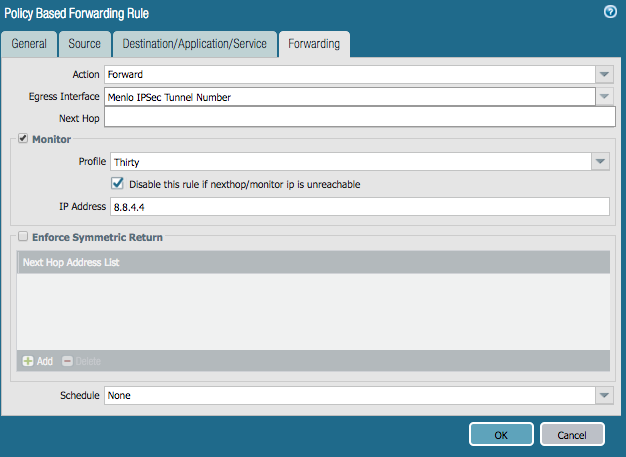 Policy Based Forwarding Rule
General Source Destination/Application/Service Forwarding
Action Forward
Egress Interface Menlo IPSec Tunnel Number
Next Hop
Monitor
Profile Thirty
Disable this rule if nexthop/monitor ip is unreachable
IP Address 8.8.4.4
Enforce Symmetric Return
Next Hop Address List
Add Delete
Schedule None
OK Cancel